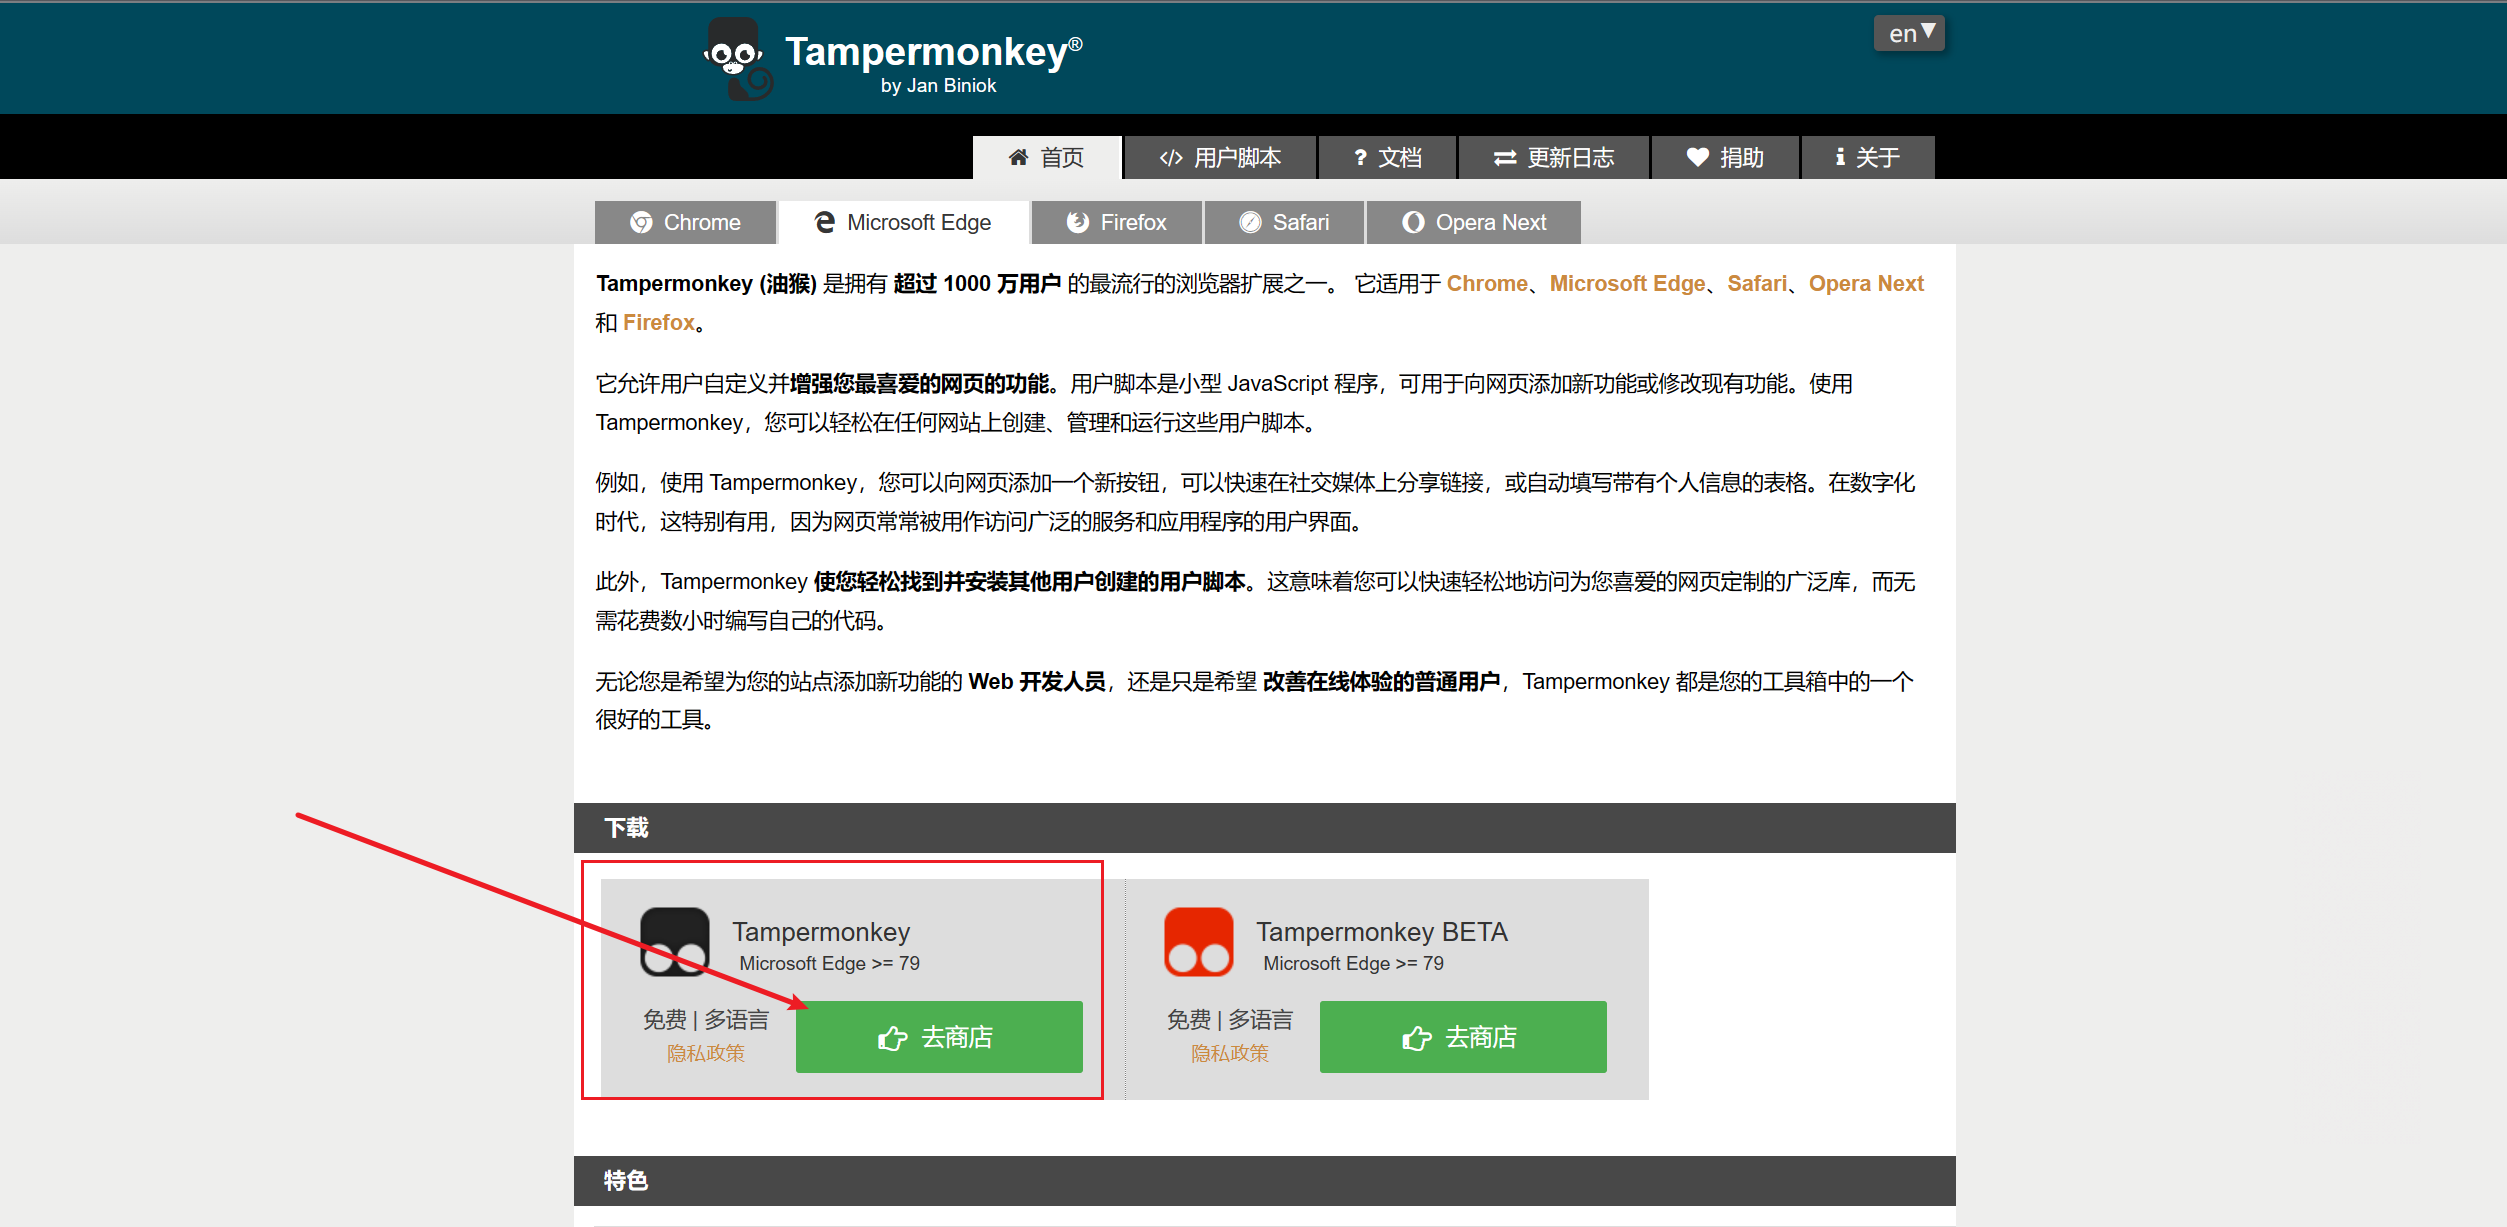 Tampermonkey®
by Jan Biniok
en▼
首页
用户脚本
文档
更新日志
捐助
关于
Chrome
Microsoft Edge
Firefox
Safari
Opera Next
Tampermonkey (油猴) 是拥有 超过 1000 万用户 的最流行的浏览器扩展之一。 它适用于 Chrome、Microsoft Edge、Safari、Opera Next
和 Firefox。
它允许用户自定义并增强您最喜爱的网页的功能。用户脚本是小型 JavaScript 程序，可用于向网页添加新功能或修改现有功能。使用
Tampermonkey，您可以轻松在任何网站上创建、管理和运行这些用户脚本。
例如，使用 Tampermonkey，您可以向网页添加一个新按钮，可以快速在社交媒体上分享链接，或自动填写带有个人信息的表格。在数字化
时代，这特别有用，因为网页常常被用作访问广泛的服务和应用程序的用户界面。
此外，Tampermonkey 使您轻松找到并安装其他用户创建的用户脚本。这意味着您可以快速轻松地访问为您喜爱的网页定制的广泛库，而无
需花费数小时编写自己的代码。
无论您是希望为您的站点添加新功能的 Web 开发人员，还是只是希望 改善在线体验的普通用户，Tampermonkey 都是您的工具箱中的一个
很好的工具。
下载
Tampermonkey
Microsoft Edge >= 79
免费 | 多语言
隐私政策
去商店
Tampermonkey BETA
Microsoft Edge >= 79
免费 | 多语言
隐私政策
去商店
特色